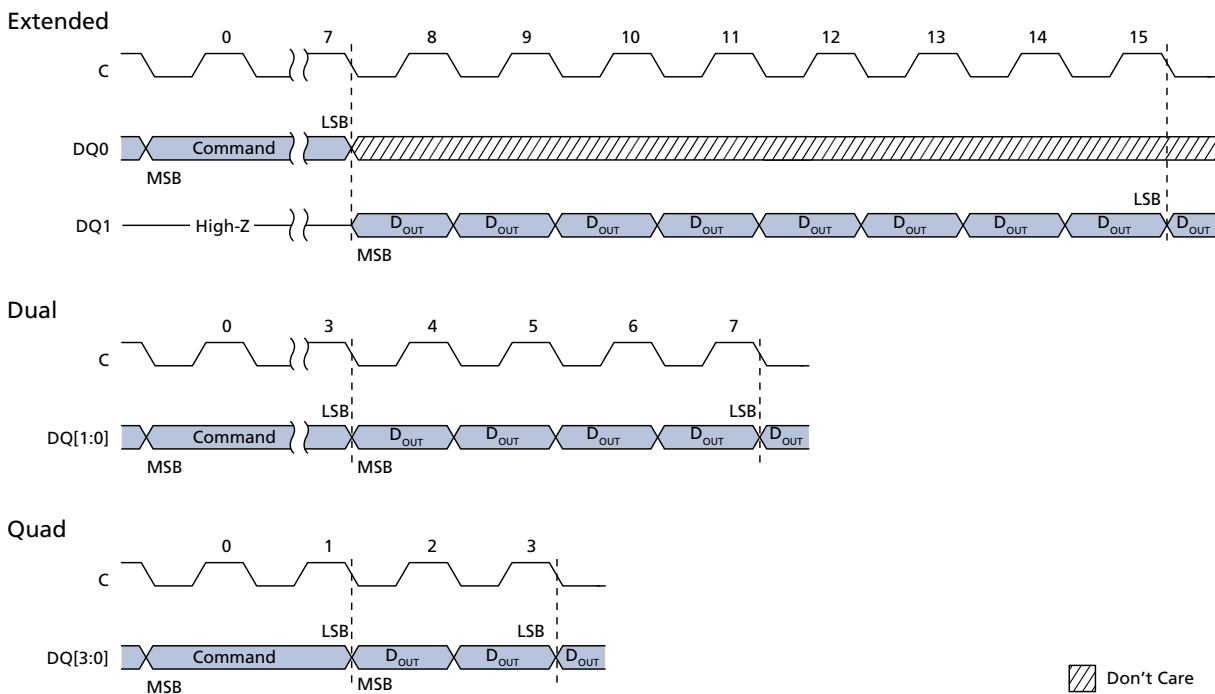 Extended
0 7 8 9 10 11 12 13 14 15
C
LSB
DQ0 Command
MSB
LSB
DQ1 High-Z DOUT DOUT DOUT DOUT DOUT DOUT DOUT DOUT DOUT
MSB
Dual
0 3 4 5 6 7
C
LSB LSB
DQ[1:0] Command DOUT DOUT DOUT DOUT DOUT
MSB MSB
Quad
0 1 2 3
C
LSB LSB
DQ[3:0] Command DOUT DOUT DOUT
MSB MSB
Don't Care